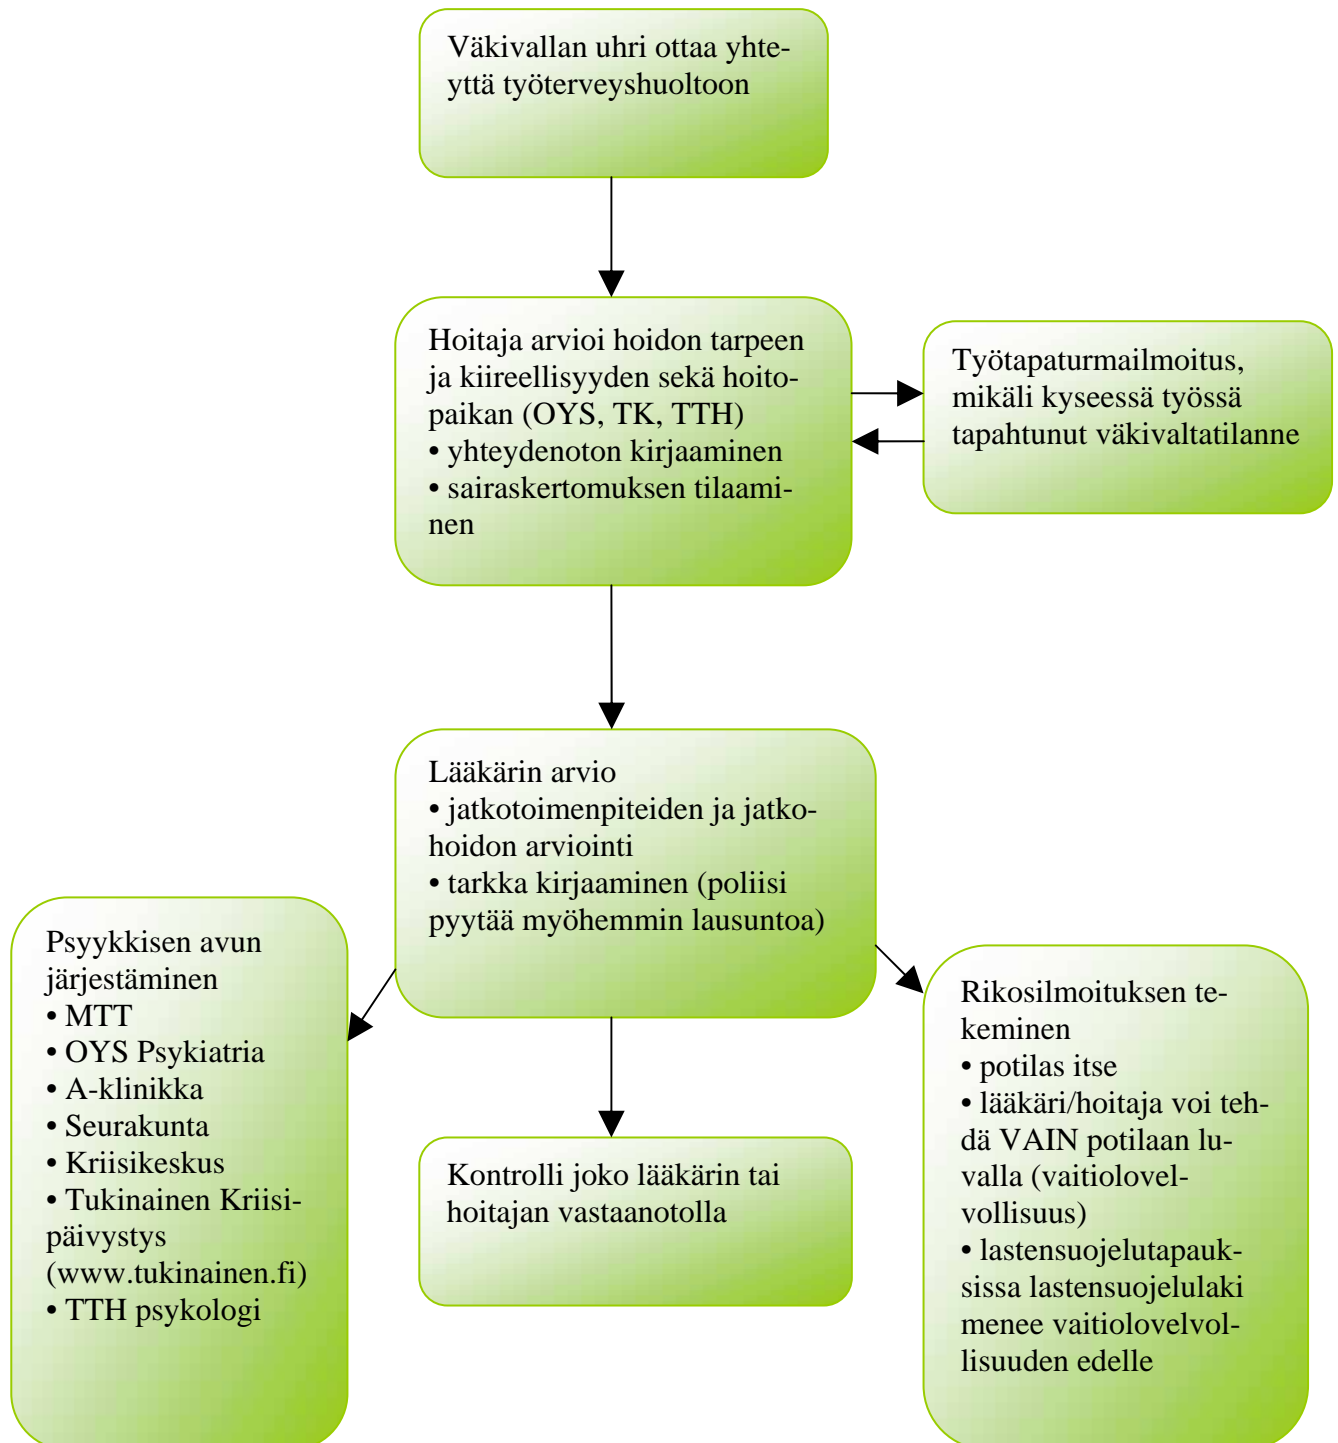 Väkivallan uhri ottaa yhte-
yttä työterveyshuoltoon
Hoitaja arvioi hoidon tarpeen
ja kiireellisyyden sekä hoito-
paikan (OYS, TK, TTH)
• yhteydenoton kirjaaminen
• sairaskertomuksen tilaami-
nen
Työtapaturmailmoitus,
mikäli kyseessä työssä
tapahtunut väkivaltatilanne
Lääkärin arvio
• jatkotoimenpiteiden ja jatko-
hoidon arviointi
• tarkka kirjaaminen (poliisi
pyytää myöhemmin lausuntoa)
Psyykkisen avun
järjestäminen
• MTT
• OYS Psykiatria
• A-klinikka
• Seurakunta
• Kriisikeskus
• Tukinainen Kriisi-
päivystys
(www.tukinainen.fi)
• TTH psykologi
Kontrolli joko lääkärin tai
hoitajan vastaanotolla
Rikosilmoituksen te-
keminen
• potilas itse
• lääkäri/hoitaja voi teh-
dä VAIN potilaan lu-
valla (vaitiolovel-
vollisuus)
• lastensuojelutapauk-
sissa lastensuojelulaki
menee vaitiolovelvol-
lisuuden edelle